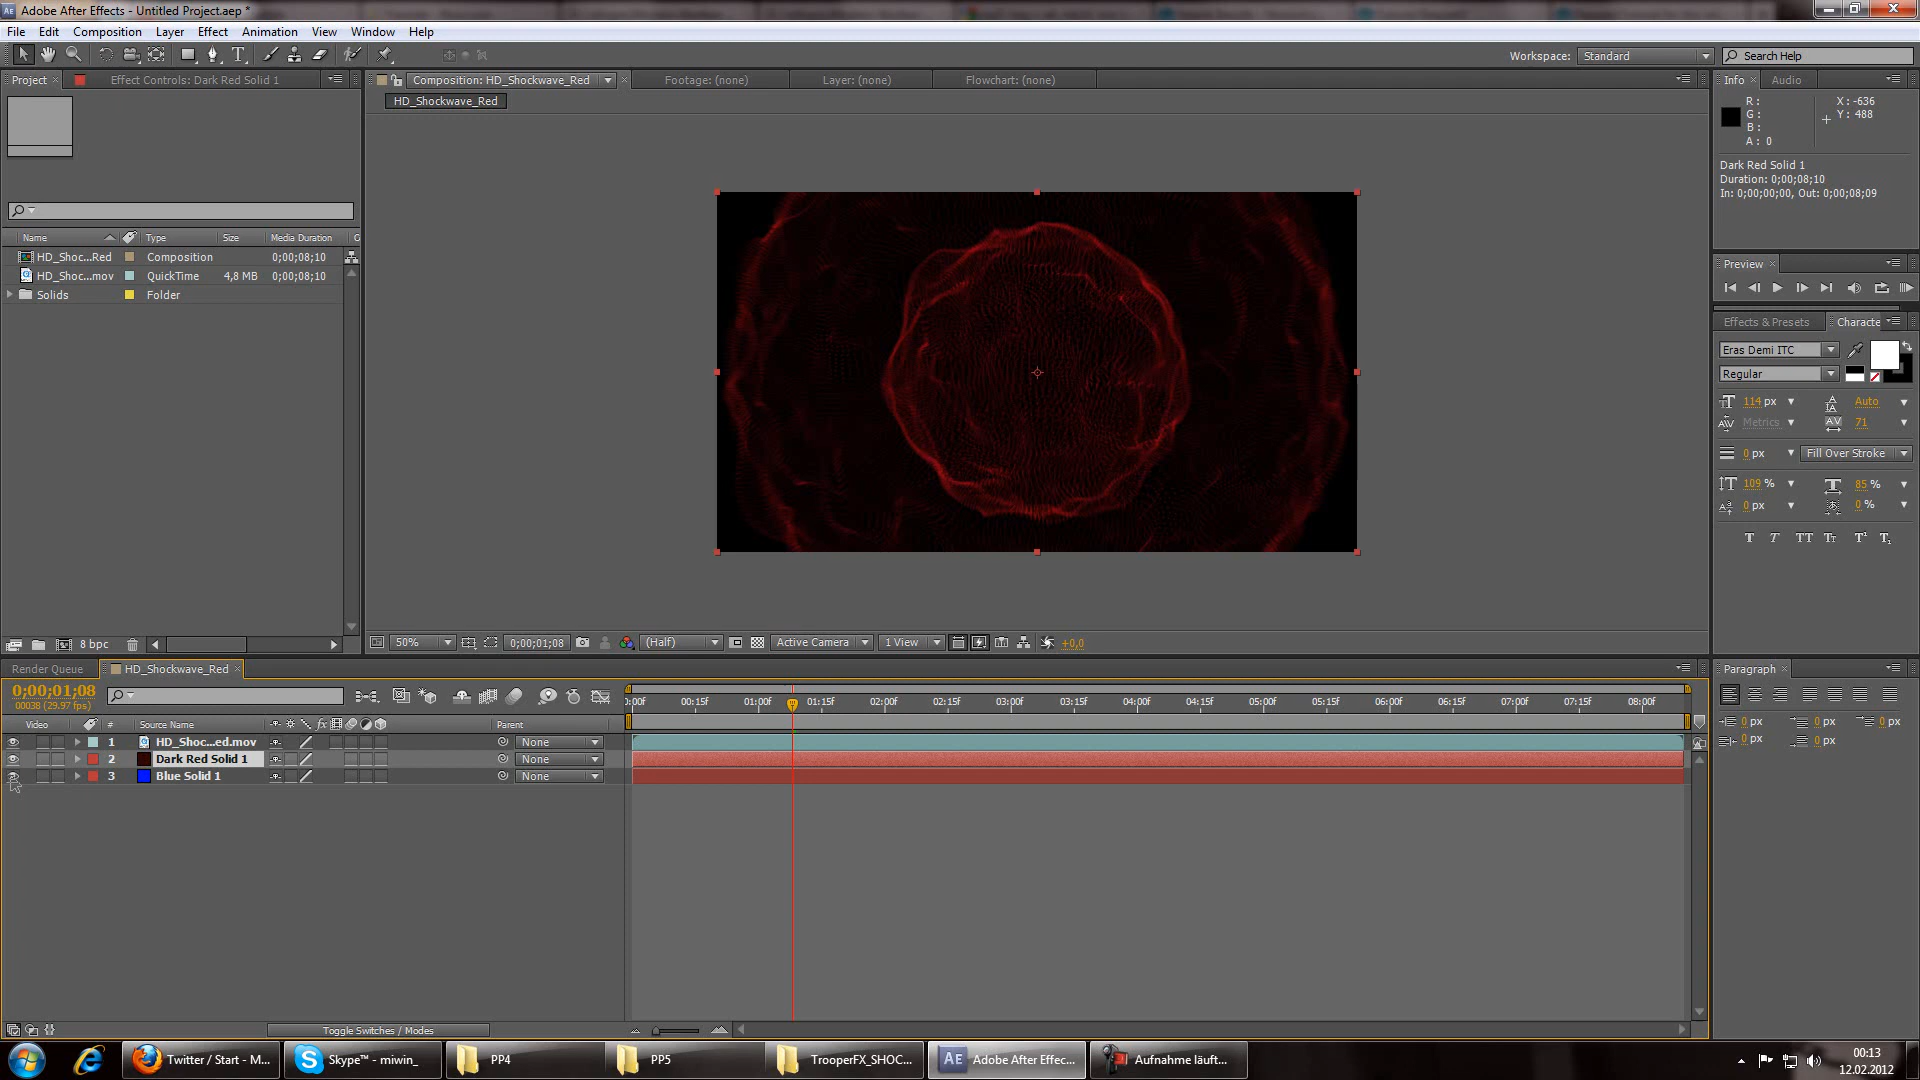 Adobe After Effects - Untitled Project.aep *
File Edit Composition Layer Effect Animation View Window Help
Workspace: Standard Search Help
Project Effect Controls: Dark Red Solid 1 Composition: HD_Shockwave_Red Footage: (none) Layer: (none) Flowchart: (none) Info Audio
HD_Shockwave_Red
R: X: -636
G: Y: 488
B:
A: 0
Dark Red Solid 1
Duration: 0;00;08;10
In: 0;00;00;00, Out: 0;00;08;09
Name Type Size Media Duration
HD_Shoc...Red Composition 0;00;08;10
HD_Shoc...mov QuickTime 4,8 MB 0;00;08;10
Solids Folder
Preview
Effects & Presets Characte
Eras Demi ITC
Regular
114 px Auto
Metrics 71
0 px Fill Over Stroke
109 % 85 %
0 px 0 %
T T TT Tt T¹ T₁
8 bpc
50% 0;00;01;08 (Half) Active Camera 1 View +0,0
Render Queue HD_Shockwave_Red Paragraph
0;00;01;08
00038 (29.97 fps)
:00f 00:15f 01:00f 01:15f 02:00f 02:15f 03:00f 03:15f 04:00f 04:15f 05:00f 05:15f 06:00f 06:15f 07:00f 07:15f 08:00f
Video # Source Name fx Parent
1 HD_Shoc...ed.mov None
2 Dark Red Solid 1 None
3 Blue Solid 1 None
0 px 0 px 0 px
0 px 0 px
Toggle Switches / Modes
Twitter / Start - M... Skype™ - miwin_ PP4 PP5 TrooperFX_SHOC... Adobe After Effec... Aufnahme läuft...
00:13
12.02.2012